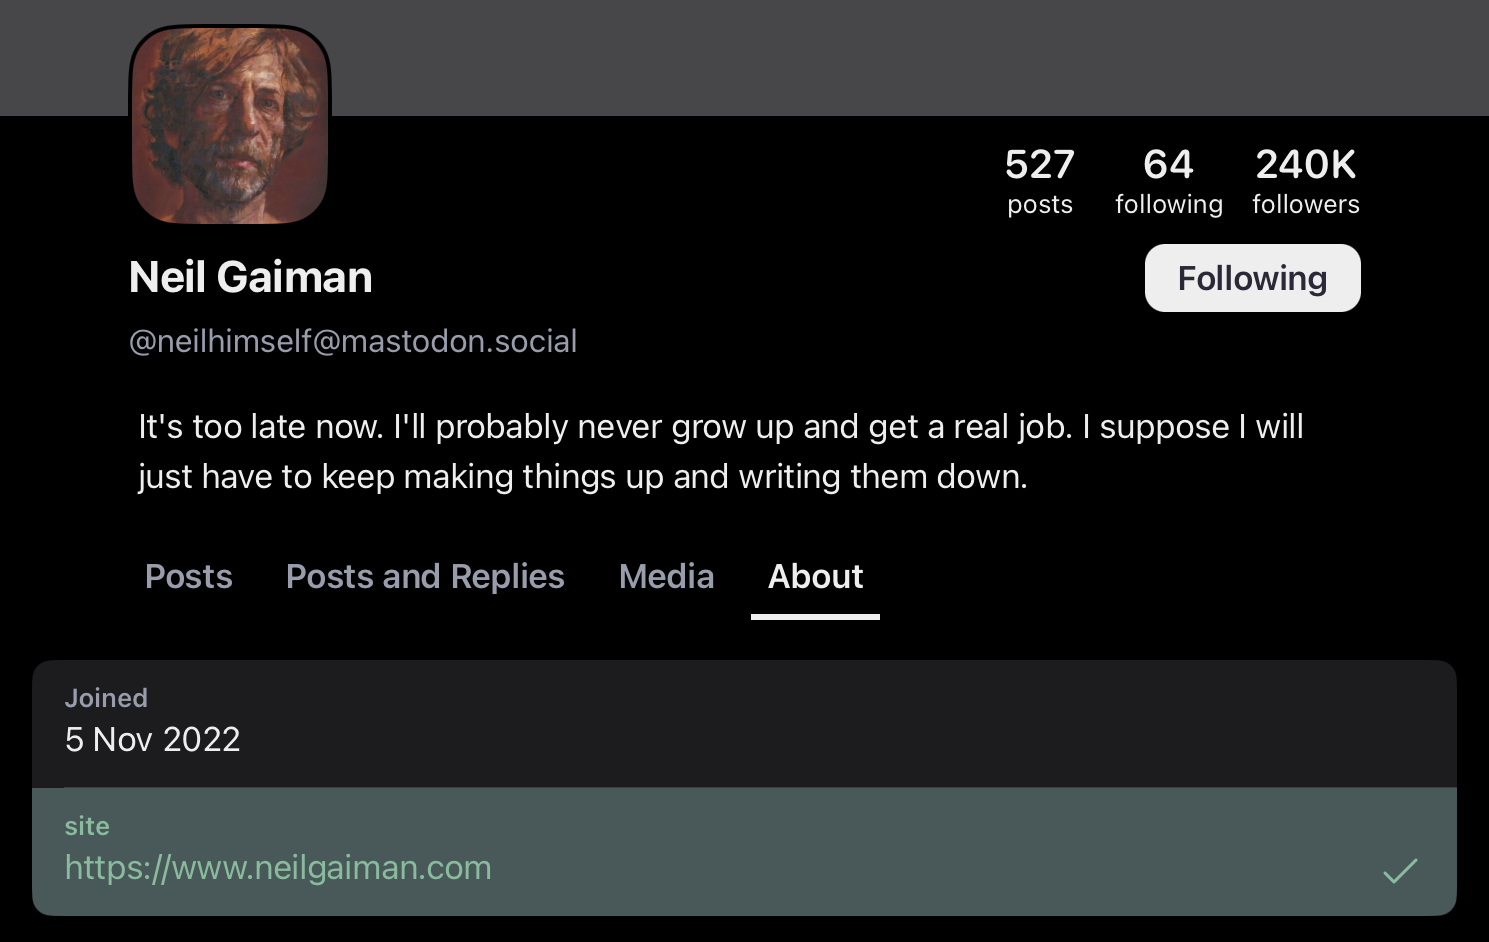 527 64 240K
posts following followers
Neil Gaiman
Following
@neilhimself@mastodon.social
It's too late now. I'll probably never grow up and get a real job. I suppose I will
just have to keep making things up and writing them down.
Posts Posts and Replies Media About
Joined
5 Nov 2022
site
https://www.neilgaiman.com